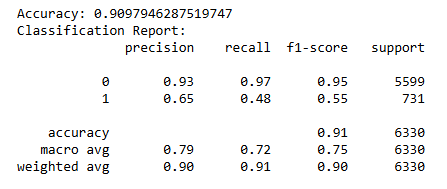 Accuracy: 0.9097946287519747
Classification Report:
precision recall f1-score support
0 0.93 0.97 0.95 5599
1 0.65 0.48 0.55 731
accuracy 0.91 6330
macro avg 0.79 0.72 0.75 6330
weighted avg 0.90 0.91 0.90 6330